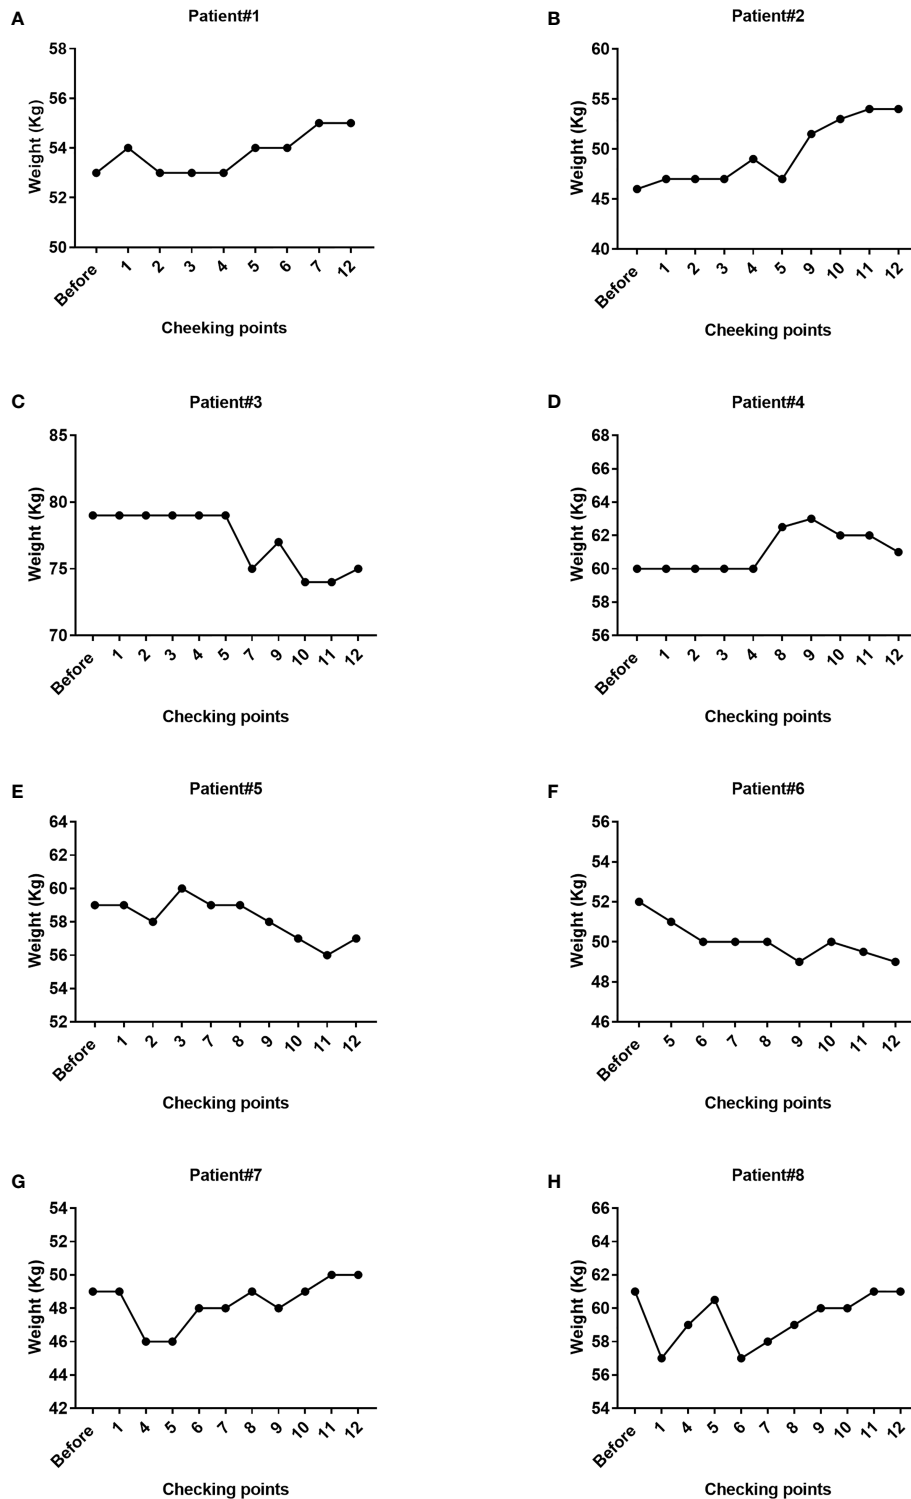 A
Patient#1
58
56
54
52
50
Weight (Kg)
Before 1 2 3 4 5 6 7 12
Cheeking points
B
Patient#2
60
55
50
45
40
Weight (Kg)
Before 1 2 3 4 5 9 10 11 12
Cheeking points
C
Patient#3
85
80
75
70
Weight (Kg)
Before 1 2 3 4 5 7 9 10 11 12
Checking points
D
Patient#4
68
66
64
62
60
58
56
Weight (Kg)
Before 1 2 3 4 8 9 10 11 12
Checking points
E
Patient#5
64
62
60
58
56
54
52
Weight (Kg)
Before 1 2 3 7 8 9 10 11 12
Checking points
F
Patient#6
56
54
52
50
48
46
Weight (Kg)
Before 5 6 7 8 9 10 11 12
Checking points
G
Patient#7
54
52
50
48
46
44
42
Weight (Kg)
Before 1 4 5 6 7 8 9 10 11 12
Checking points
H
Patient#8
66
64
62
60
58
56
54
Weight (Kg)
Before 1 4 5 6 7 8 9 10 11 12
Checking points